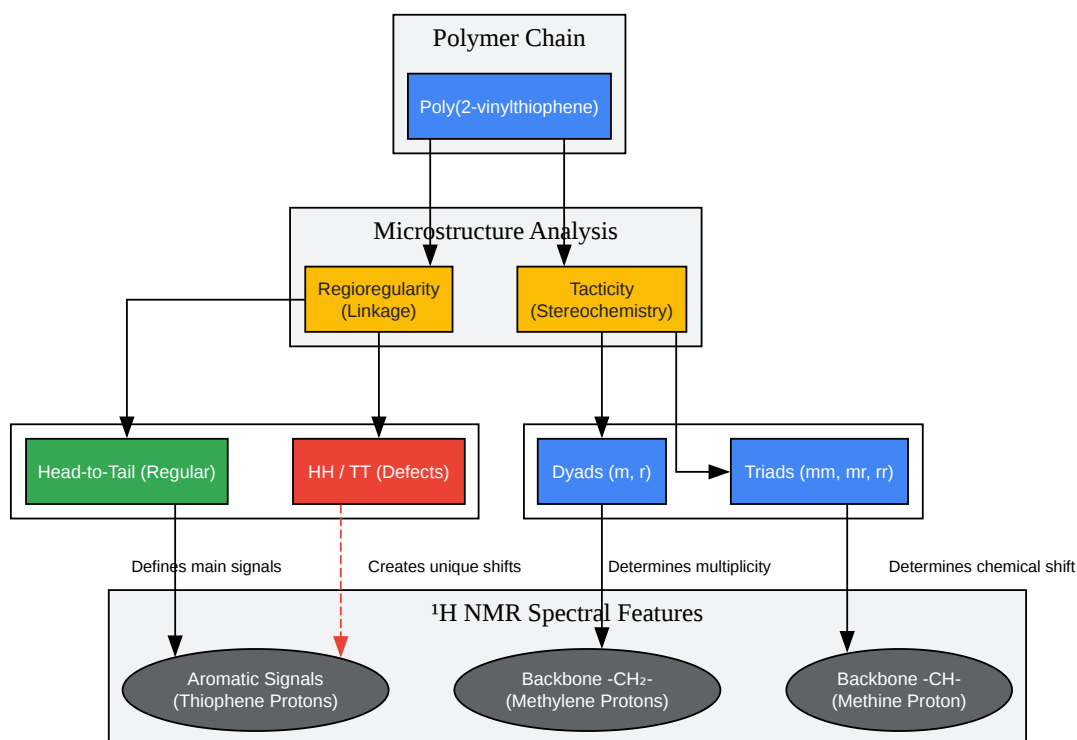 Polymer Chain
Poly(2-vinylthiophene)
Microstructure Analysis
Regioregularity
(Linkage)
Tacticity
(Stereochemistry)
Head-to-Tail (Regular)
HH / TT (Defects)
Dyads (m, r)
Triads (mm, mr, rr)
Defines main signals
Creates unique shifts
Determines multiplicity
Determines chemical shift
¹H NMR Spectral Features
Aromatic Signals
(Thiophene Protons)
Backbone -CH₂-
(Methylene Protons)
Backbone -CH-
(Methine Proton)